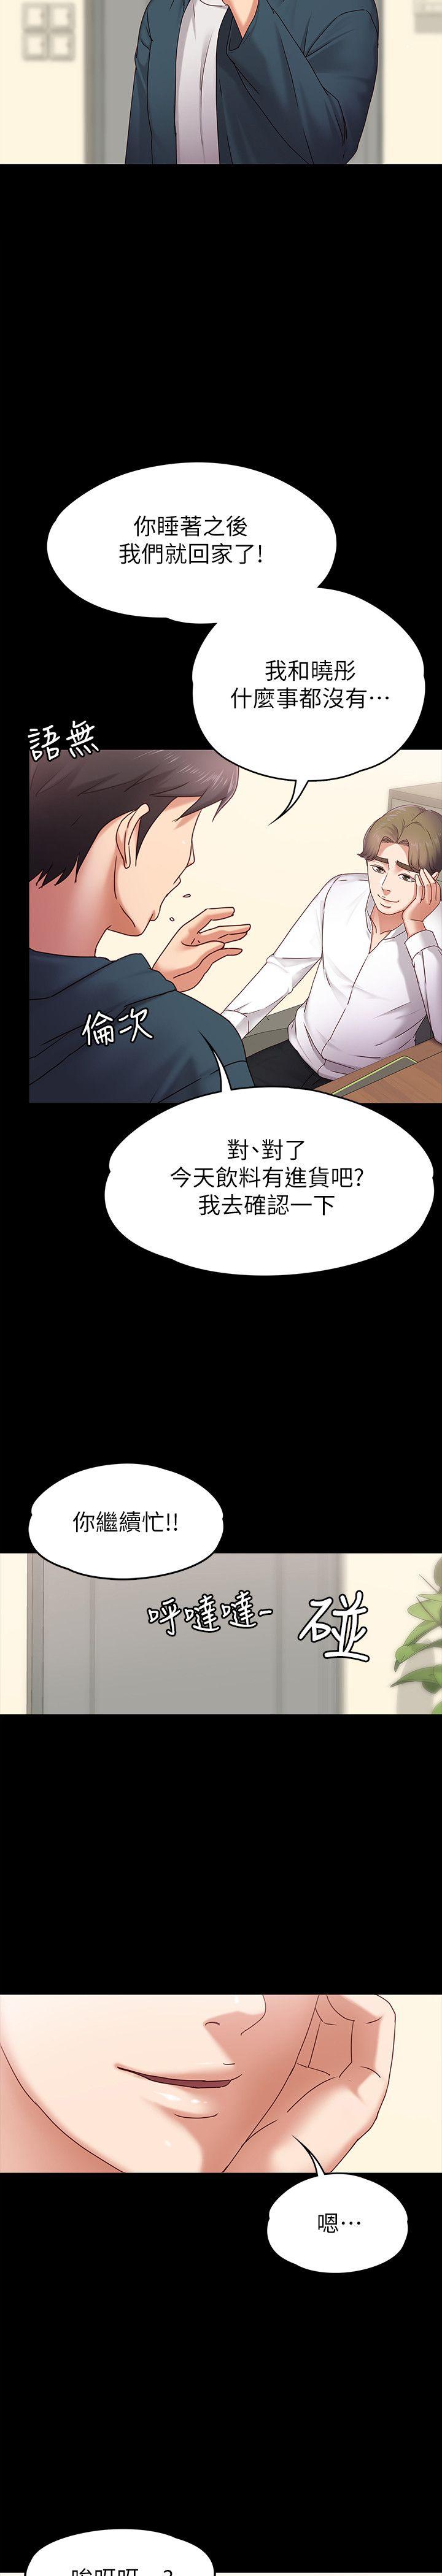 你睡著之後
我們就回家了!
我和曉彤
什麼事都沒有…
語無
倫次
對、對了
今天飲料有進貨吧?
我去確認一下
你繼續忙!!
呼噠噠-
碰
嗯…